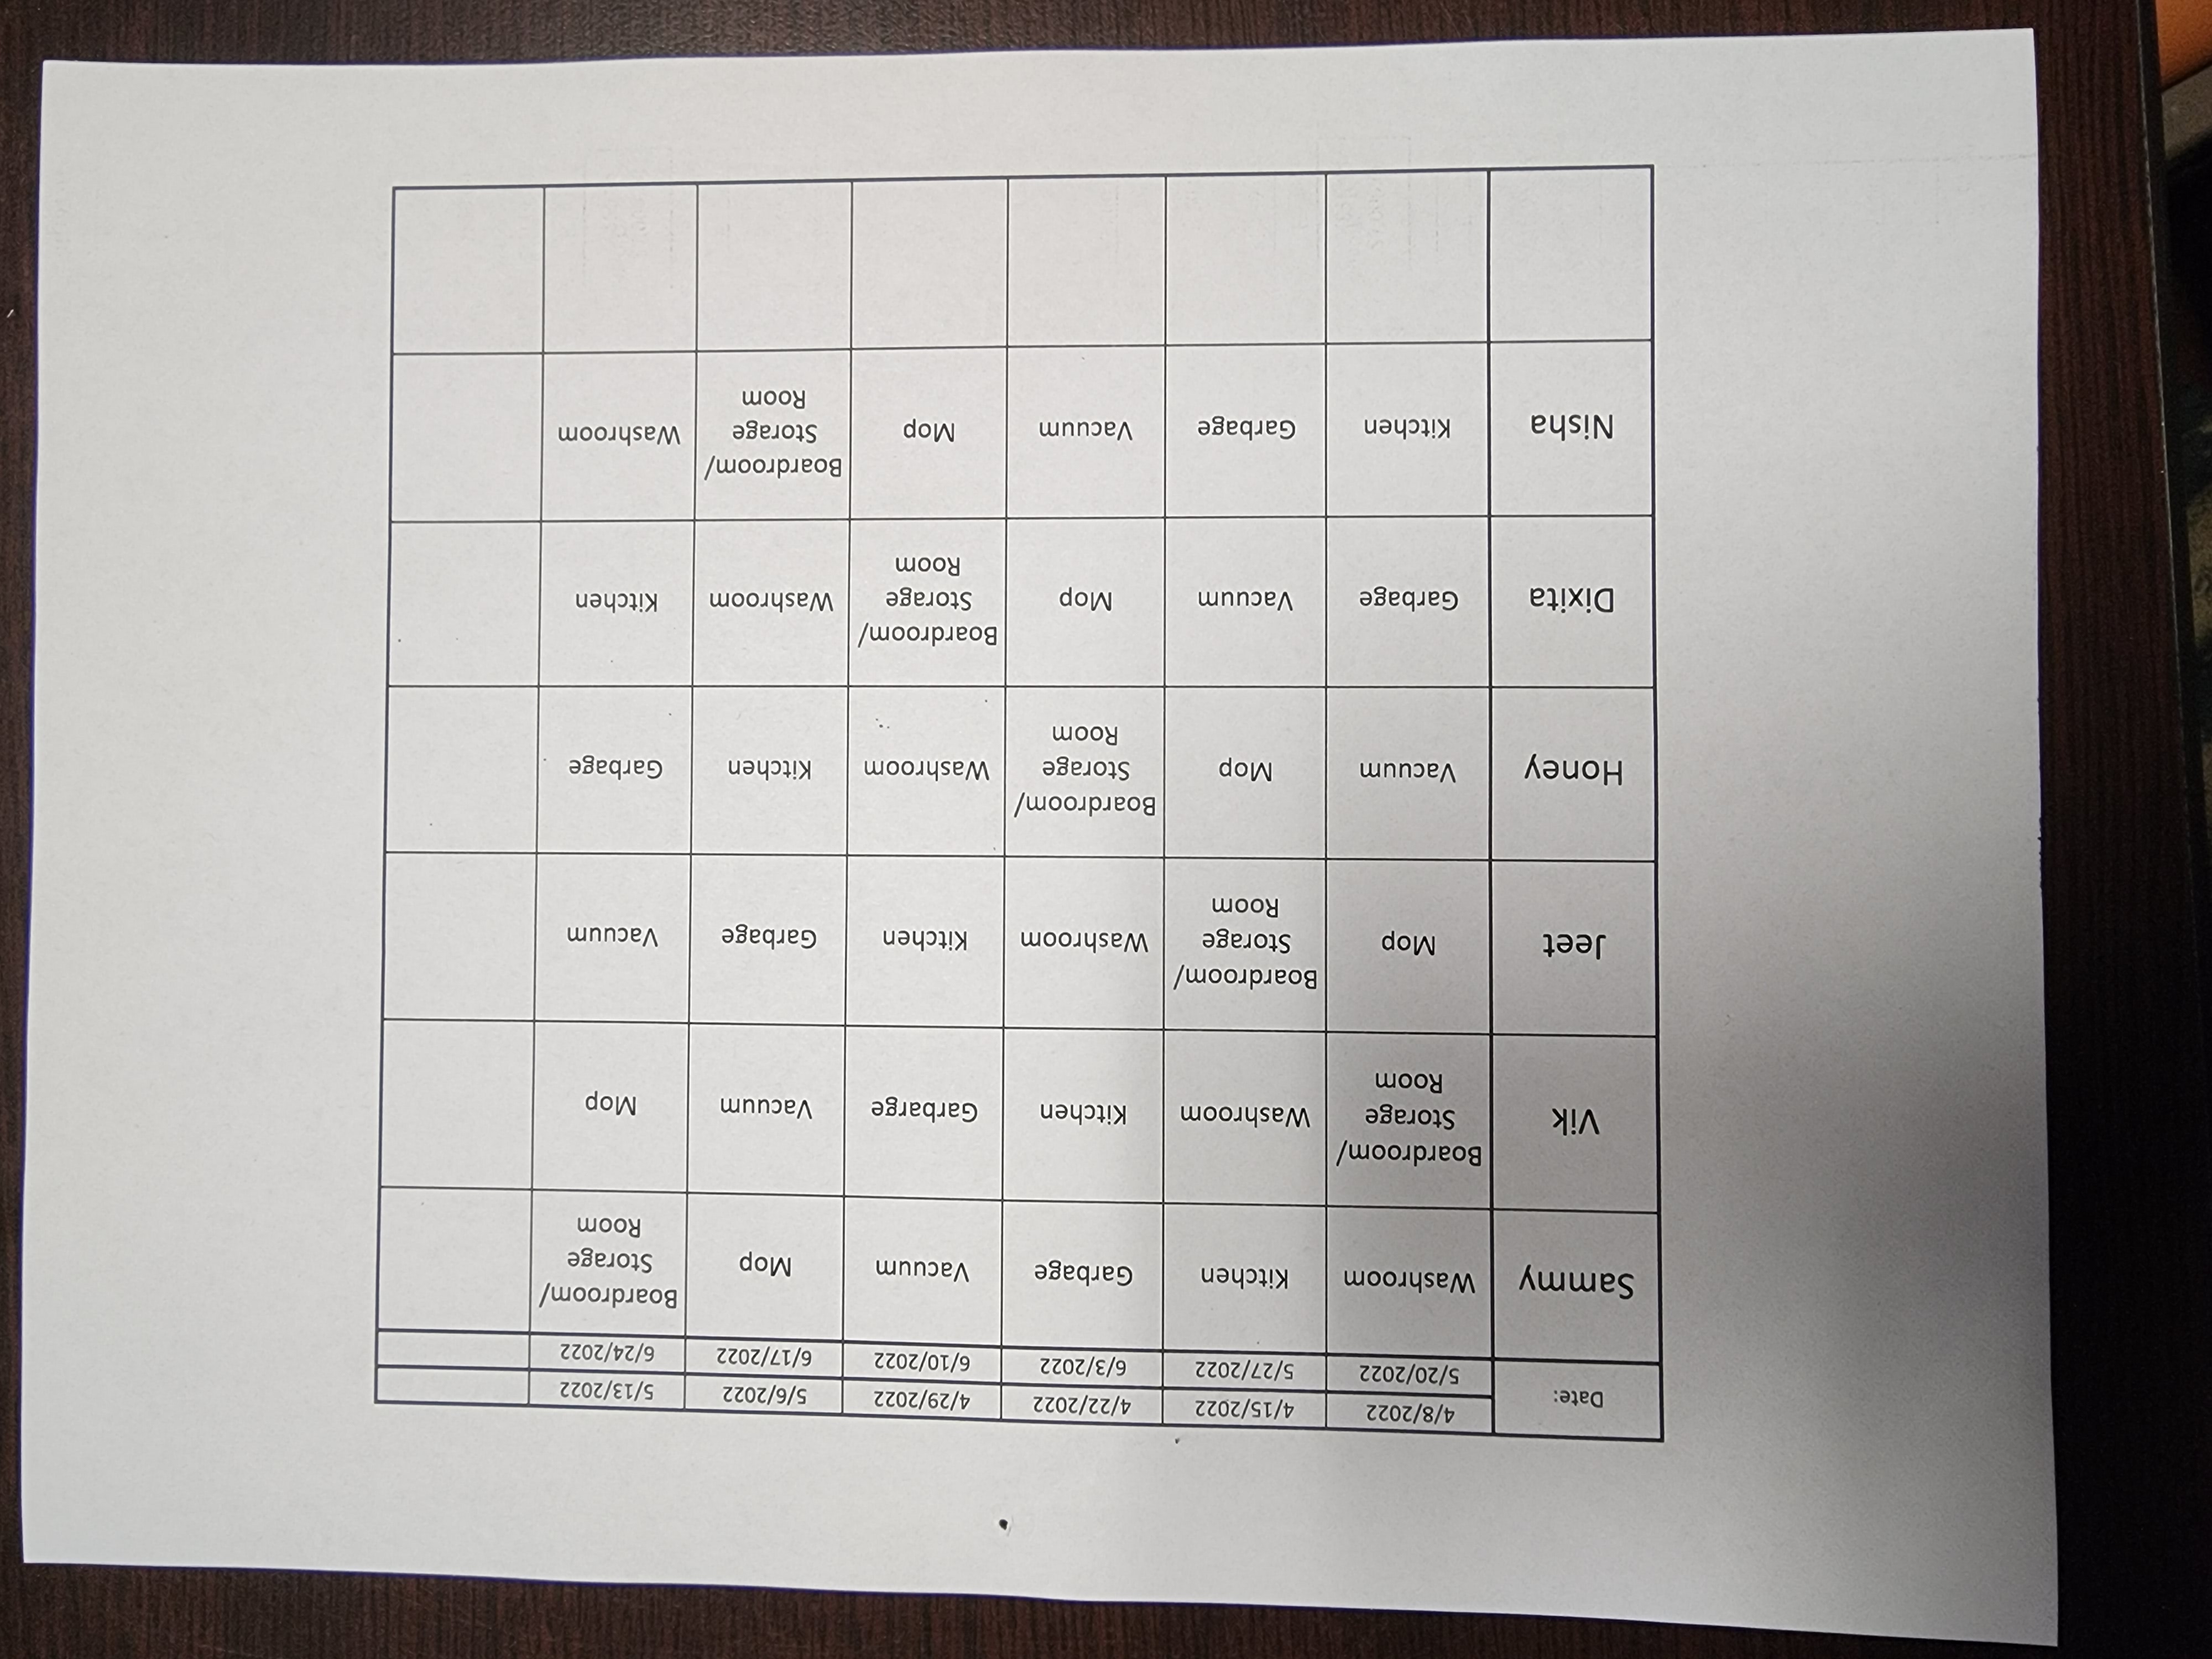 Date: 4/8/2022 4/15/2022 4/22/2022 4/29/2022 5/6/2022 5/13/2022
5/20/2022 5/27/2022 6/3/2022 6/10/2022 6/17/2022 6/24/2022
Sammy Washroom Kitchen Garbage Vacuum Mop Boardroom/
Storage
Room
Vik Boardroom/
Storage
Room Washroom Kitchen Garbarge Vacuum Mop
Jeet Mop Boardroom/
Storage
Room Washroom Kitchen Garbage Vacuum
Honey Vacuum Mop Boardroom/
Storage
Room Washroom Kitchen Garbage
Dixita Garbage Vacuum Mop Boardroom/
Storage
Room Washroom Kitchen
Nisha Kitchen Garbage Vacuum Mop Boardroom/
Storage
Room Washroom